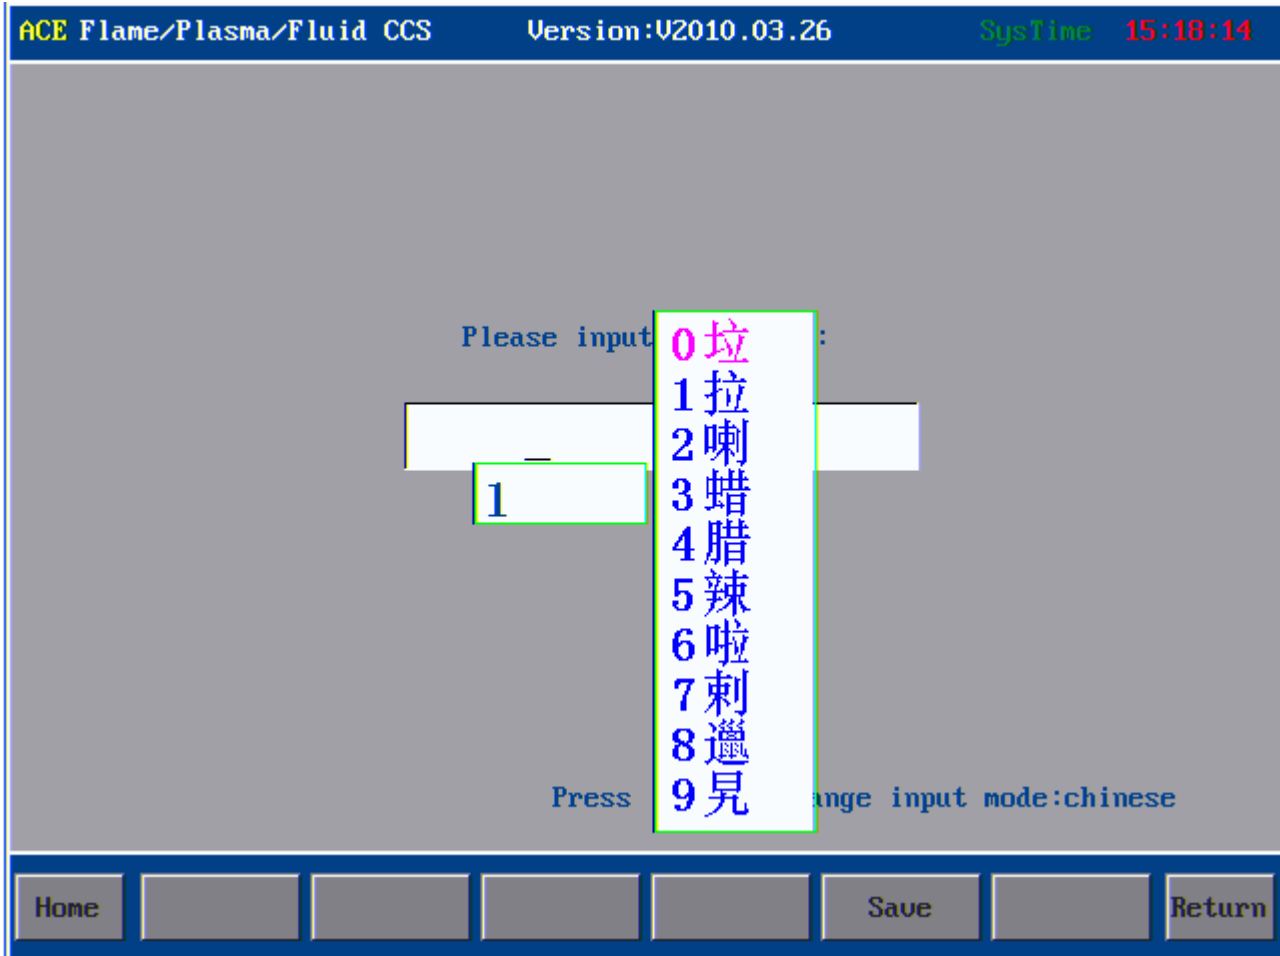 ACE Flame/Plasma/Fluid CCS Version:V2010.03.26 SysTime 15:18:14
Please input :
l
0垃
1拉
2喇
3蜡
4腊
5辣
6啦
7剌
8邋
9旯
Press ange input mode:chinese
Home Save Return